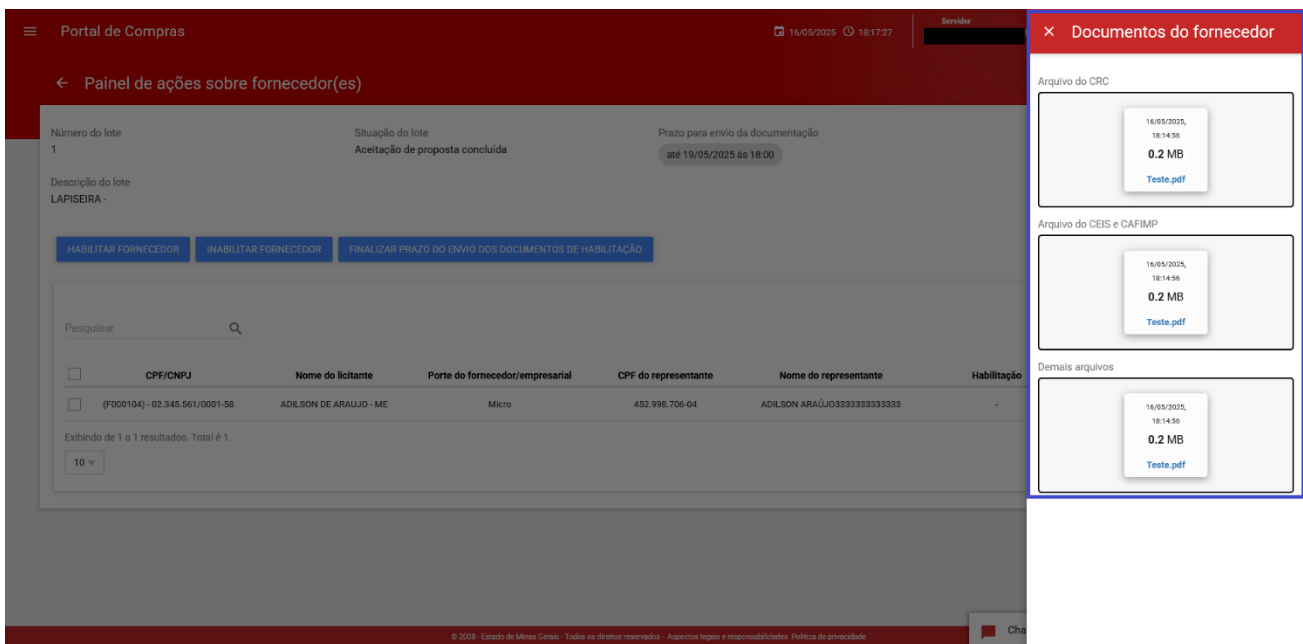 Portal de Compras
16/05/2025 18:17:27
Servidor
Painel de ações sobre fornecedor(es)
Número do lote
1
Situação do lote
Aceitação de proposta concluída
Prazo para envio da documentação
até 19/05/2025 às 18:00
Descrição do lote
LAPISEIRA -
HABILITAR FORNECEDOR
INABILITAR FORNECEDOR
FINALIZAR PRAZO DO ENVIO DOS DOCUMENTOS DE HABILITAÇÃO
Pesquisar
CPF/CNPJ Nome do licitante Porte do fornecedor/empresarial CPF do representante Nome do representante Habilitação
(F000104) - 02.345.561/0001-58 ADILSON DE ARAUJO - ME Micro 452.998.706-04 ADILSON ARAÚJO3333333333333 -
Exibindo de 1 a 1 resultados. Total é 1.
10
© 2008 - Estado de Minas Gerais - Todos os direitos reservados - Aspectos legais e responsabilidades Política de privacidade
Cha
Documentos do fornecedor
Arquivo do CRC
16/05/2025,
18:14:56
0.2 MB
Teste.pdf
Arquivo do CEIS e CAFIMP
16/05/2025,
18:14:56
0.2 MB
Teste.pdf
Demais arquivos
16/05/2025,
18:14:56
0.2 MB
Teste.pdf